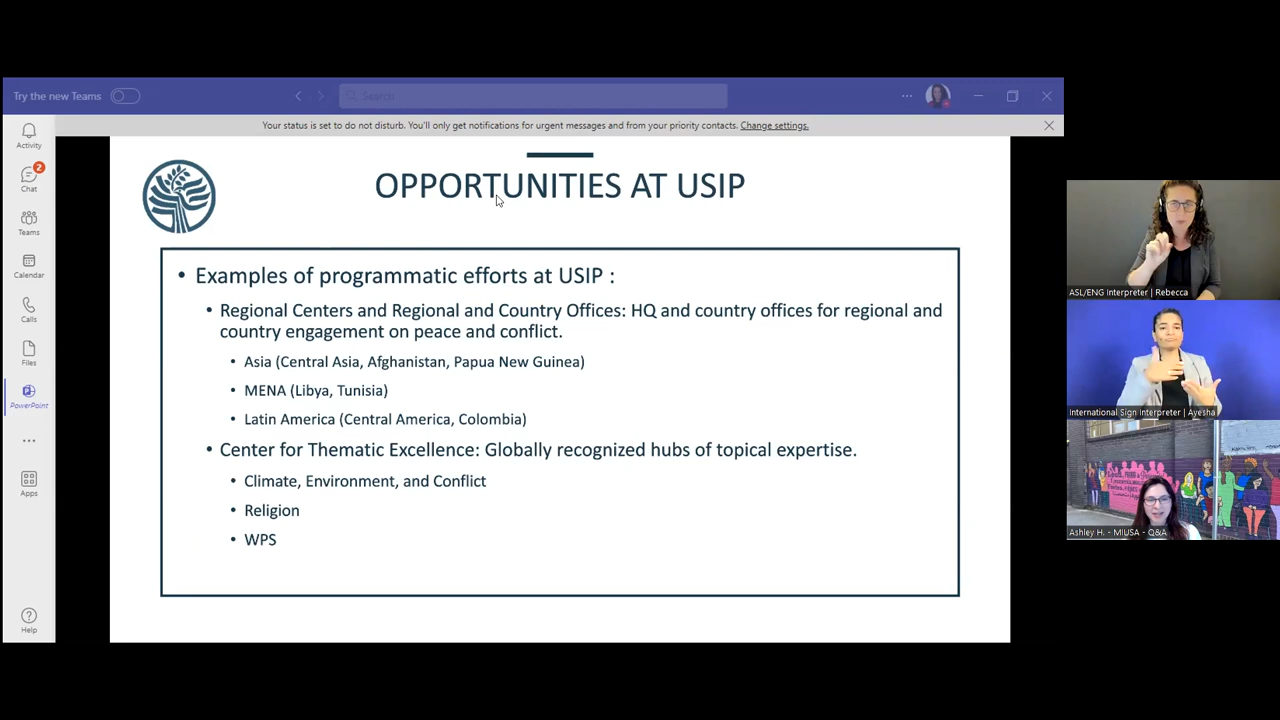 Try the new Teams
Search
Your status is set to do not disturb. You'll only get notifications for urgent messages and from your priority contacts. Change settings.
Activity
2
Chat
Teams
Calendar
Calls
Files
PowerPoint
Apps
Help
OPPORTUNITIES AT USIP
• Examples of programmatic efforts at USIP :
• Regional Centers and Regional and Country Offices: HQ and country offices for regional and
country engagement on peace and conflict.
• Asia (Central Asia, Afghanistan, Papua New Guinea)
• MENA (Libya, Tunisia)
• Latin America (Central America, Colombia)
• Center for Thematic Excellence: Globally recognized hubs of topical expertise.
• Climate, Environment, and Conflict
• Religion
• WPS
ASL/ENG Interpreter | Rebecca
International Sign Interpreter | Ayesha
Ashley H. - MIUSA - Q&A